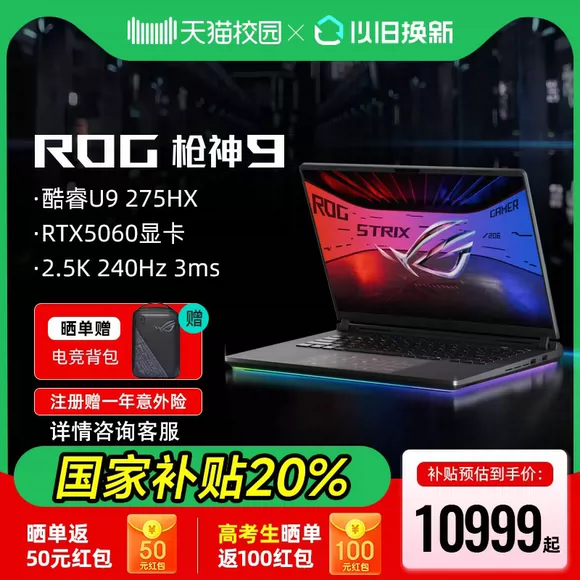 天猫校园 × 以旧换新
ROG 枪神9
·酷睿U9 275HX
·RTX5060显卡
·2.5K 240Hz 3ms
ROG
STRIX
GAMER
晒单赠
电竞背包
赠
注册赠一年意外险
详情咨询客服
国家补贴20%
补贴预估到手价:
10999起
晒单返
50元红包
50
元红包
高考生晒单
返100红包
100
元红包